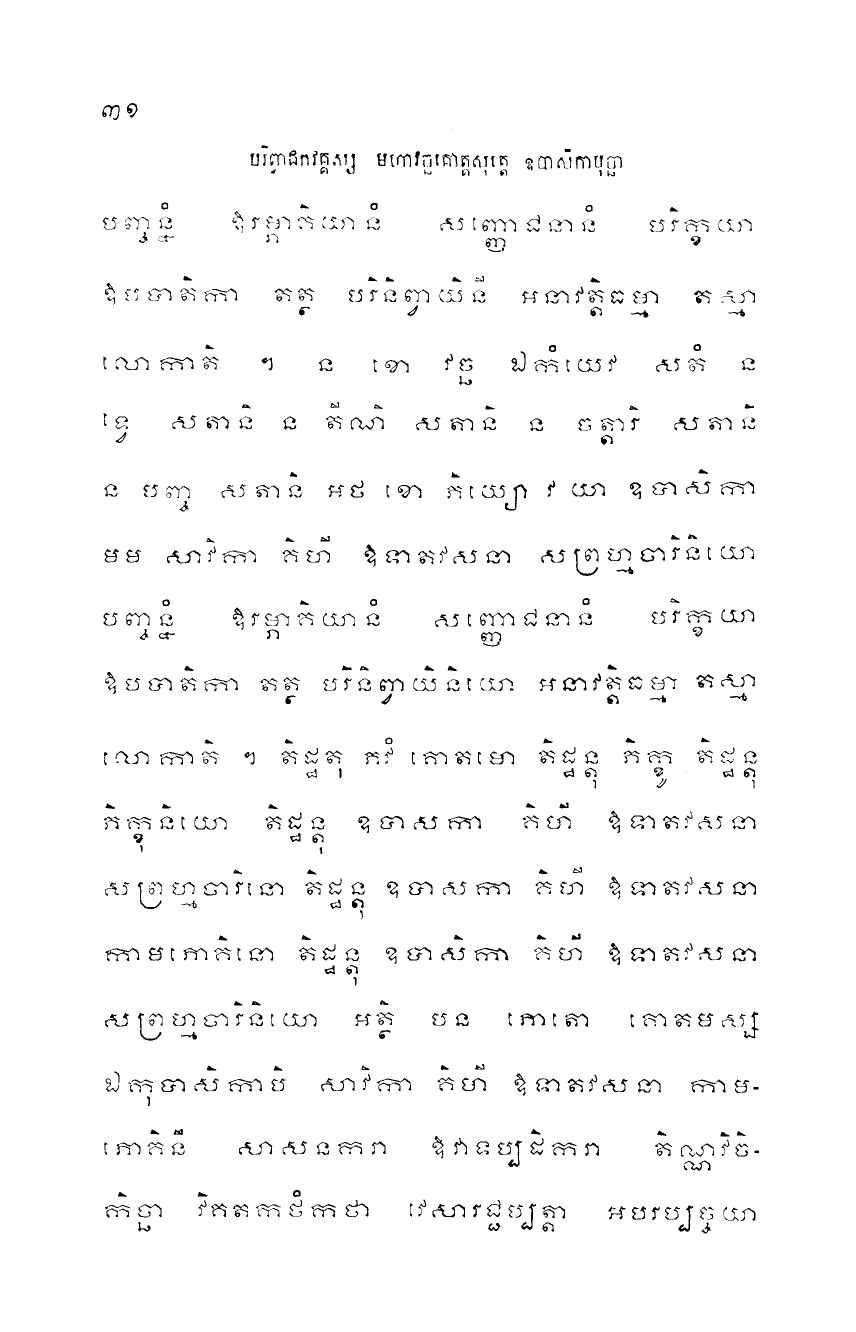 ៣១
បរិព្វាជកវគ្គស្ស មហាវច្ឆគោត្តសុត្តេ ឧបាសិកាបុច្ឆា
បញ្ចន្នំ ឱរម្ភាគិយានំ សញ្ញោជនានំ បរិក្ខយា
ឱបបាតិកា តត្ថ បរិនិព្វាយិនី អនាវត្តិធម្មា តស្មា
លោកាតិ ។ ន ខោ វច្ឆ ឯកំយេវ សតំ ន
ទ្វេ សតានិ ន តីណិ សតានិ ន ចត្តារិ សតានិ
ន បញ្ច សតានិ អថ ខោ ភិយ្យោ វ យា ឧបាសិកា
មម សាវិកា គិហី ឱទាតវសនា សព្រហ្មចារិនិយោ
បញ្ចន្នំ ឱរម្ភាគិយានំ សញ្ញោជនានំ បរិក្ខយា
ឱបបាតិកា តត្ថ បរិនិព្វាយិនិយោ អនាវត្តិធម្មា តស្មា
លោកាតិ ។ តិដ្ឋតុ ភវំ គោតមោ តិដ្ឋន្តុ ភិក្ខូ តិដ្ឋន្តុ
ភិក្ខុនិយោ តិដ្ឋន្តុ ឧបាសកា គិហី ឱទាតវសនា
សព្រហ្មចារិនោ តិដ្ឋន្តុ ឧបាសកា គិហី ឱទាតវសនា
កាមភោគិនោ តិដ្ឋន្តុ ឧបាសិកា គិហី ឱទាតវសនា
សព្រហ្មចារិនិយោ អត្ថិ បន ភោតោ គោតមស្ស
ឯកុបាសិកាបិ សាវិកា គិហី ឱទាតវសនា កាម-
ភោគិនី សាសនករា ឱវាទប្បដិករា តិណ្ណវិចិ-
កិច្ឆា វិគតកថំកថា វេសារជ្ជប្បត្តា អបរប្បច្ចយា